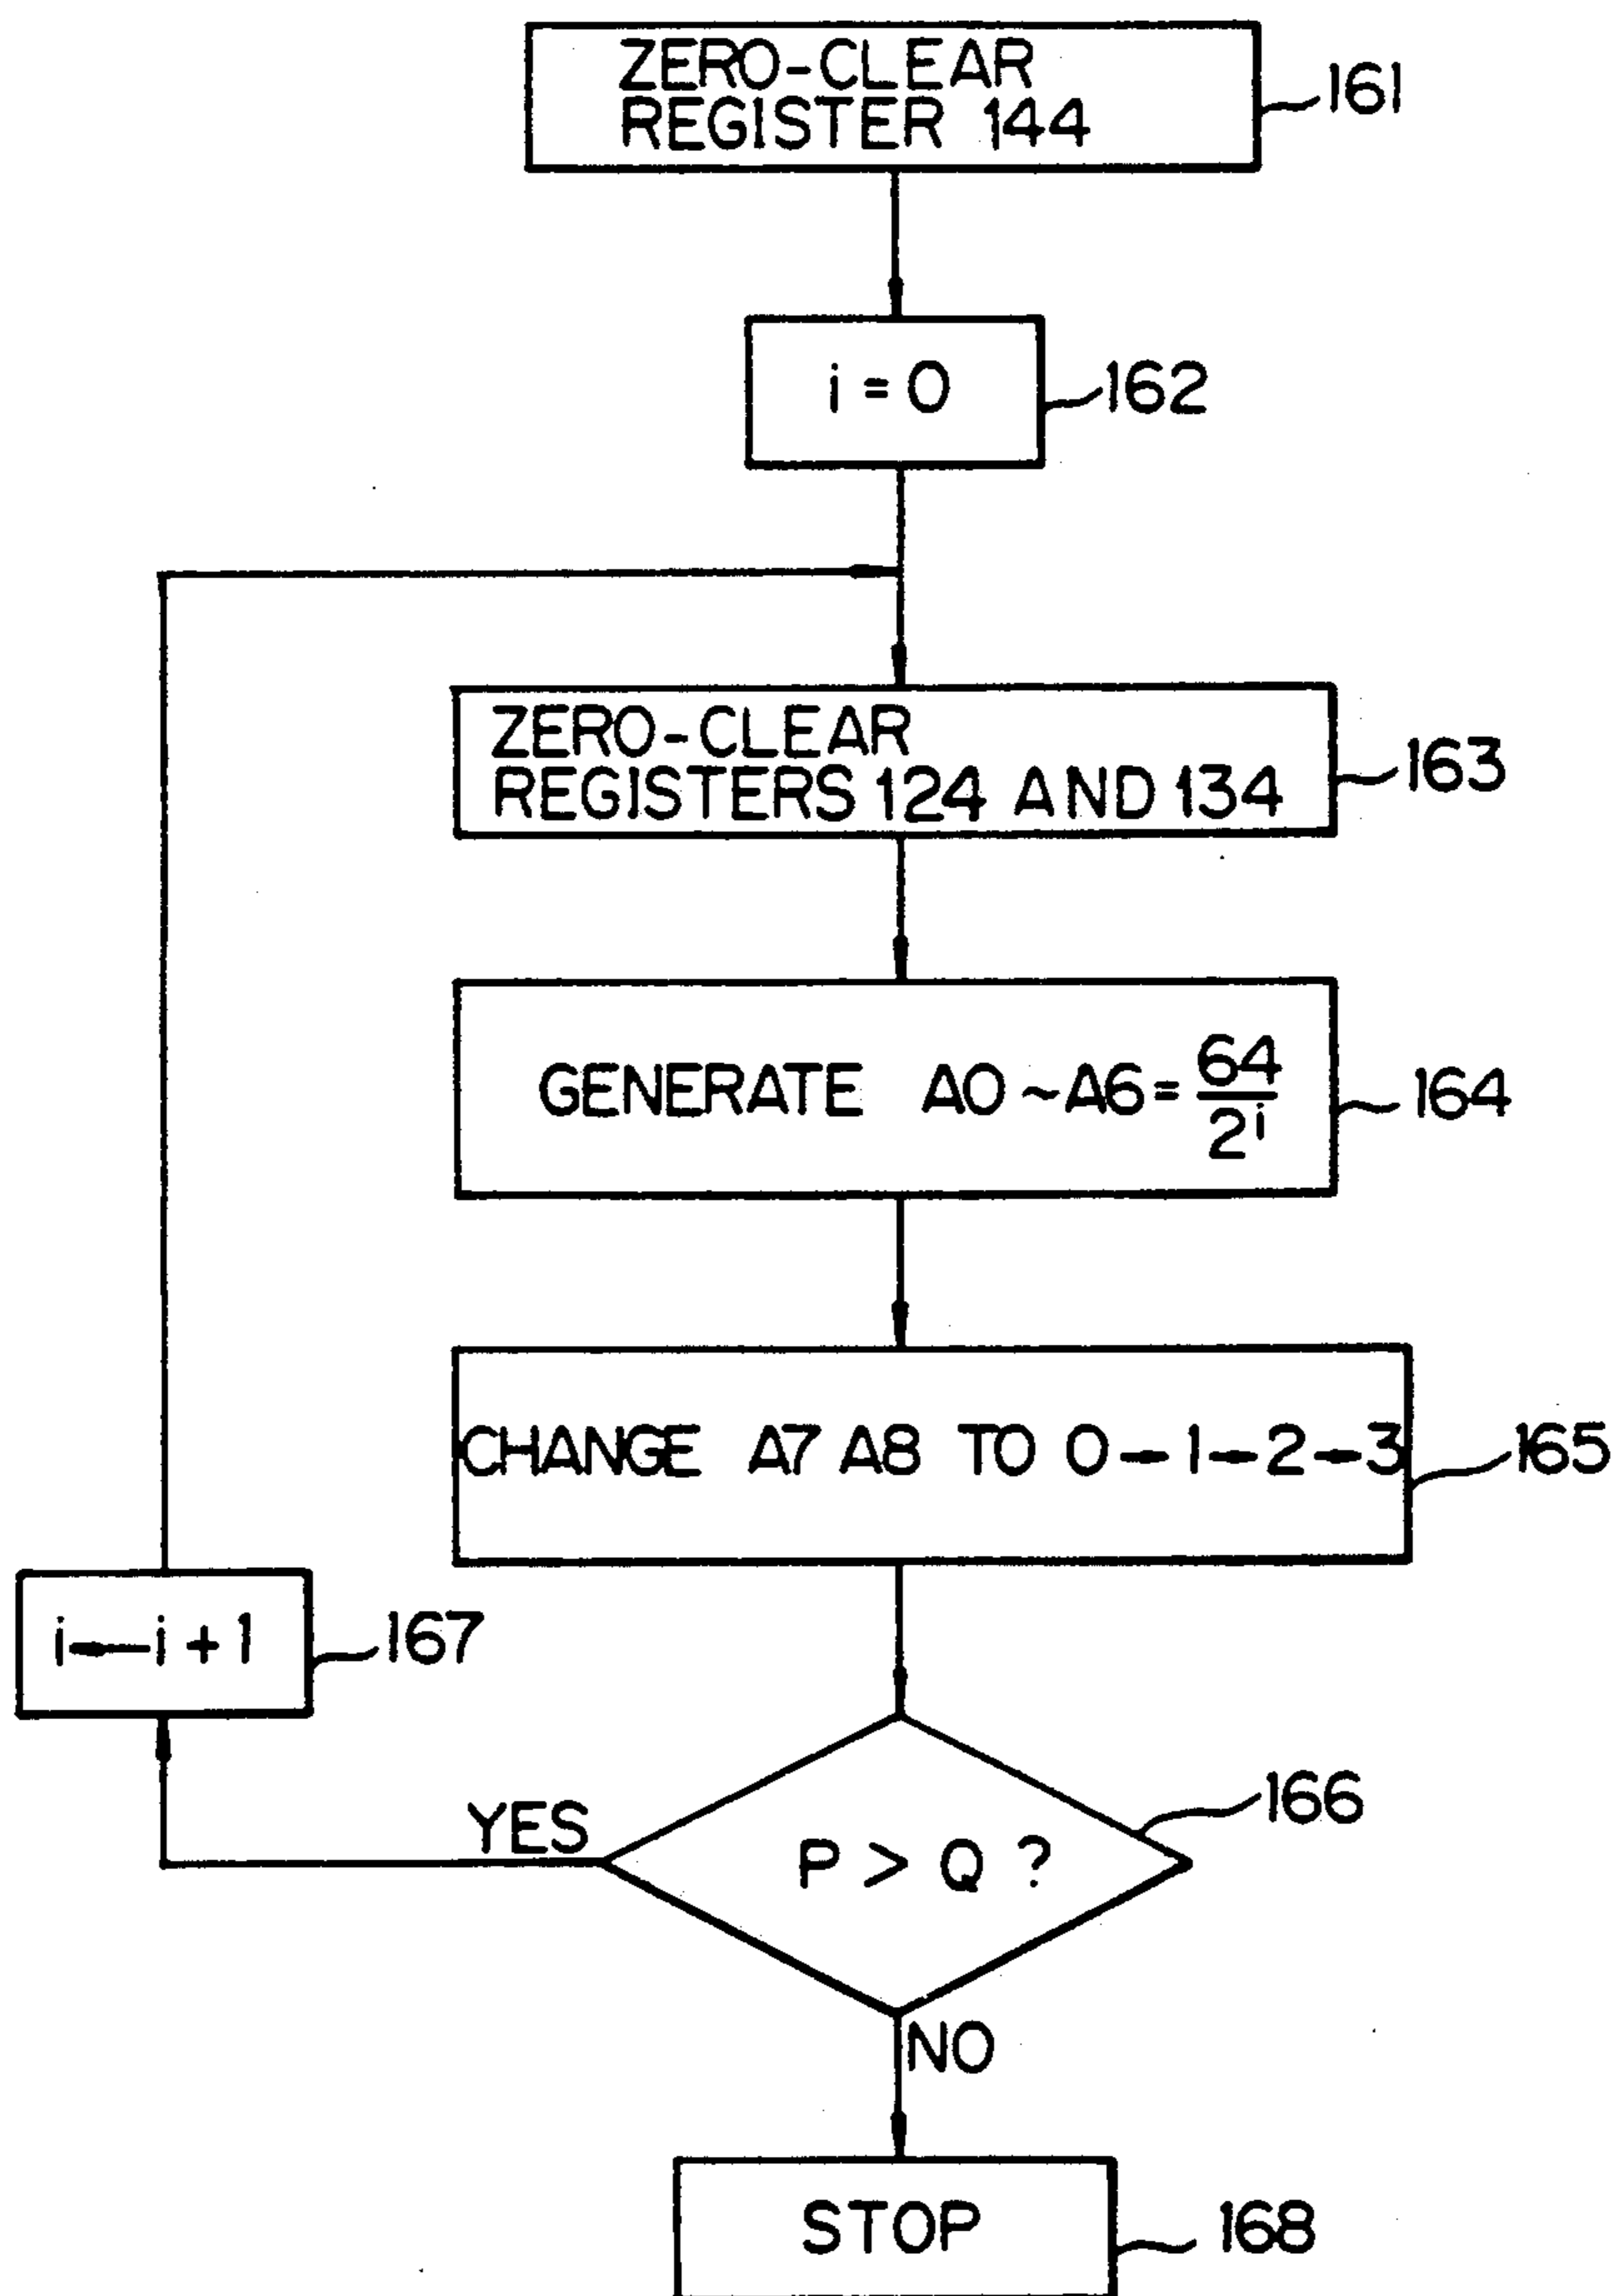 ZERO-CLEAR
REGISTER 144
161
i = 0
162
ZERO-CLEAR
REGISTERS 124 AND 134
163
GENERATE A0 ~ A6 = 64/2^i
164
CHANGE A7 A8 TO 0→1→2→3
165
i ← i + 1
167
P > Q ?
166
YES
NO
STOP
168